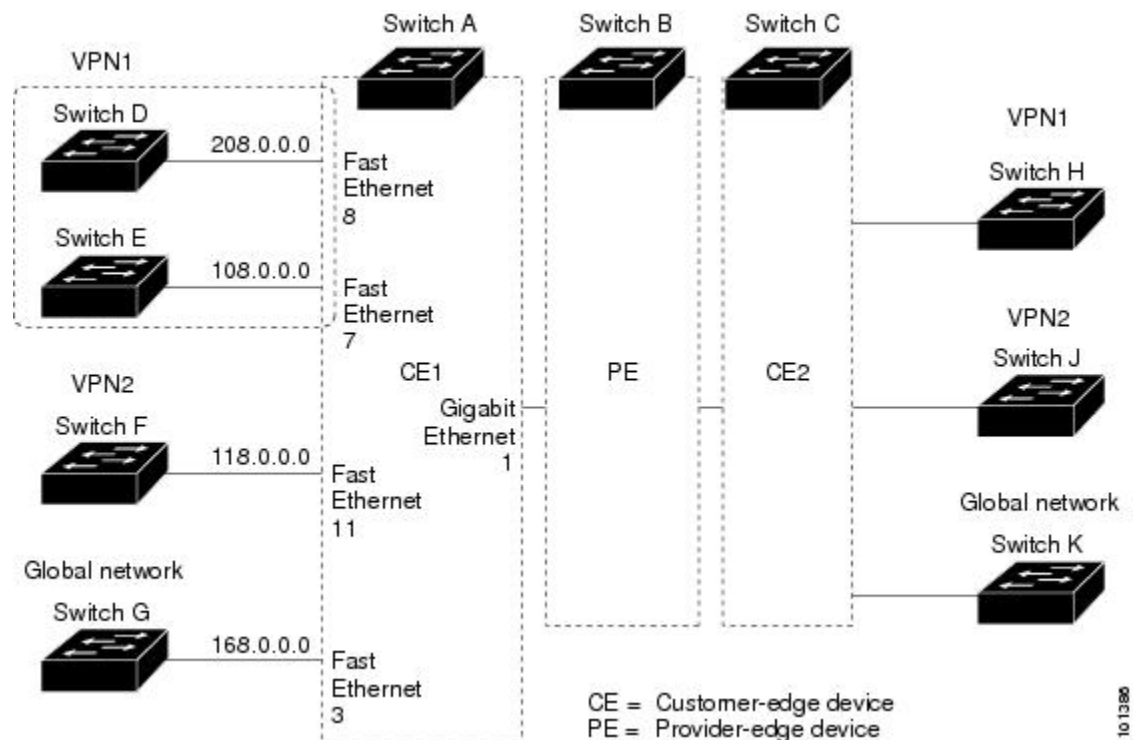 Switch A
Switch B
Switch C
VPN1
Switch D
208.0.0.0
Fast
Ethernet
8
Switch E
108.0.0.0
Fast
Ethernet
7
VPN2
Switch F
118.0.0.0
Fast
Ethernet
11
Global network
Switch G
168.0.0.0
Fast
Ethernet
3
CE1
Gigabit
Ethernet
1
PE
CE2
VPN1
Switch H
VPN2
Switch J
Global network
Switch K
CE = Customer-edge device
PE = Provider-edge device
101386